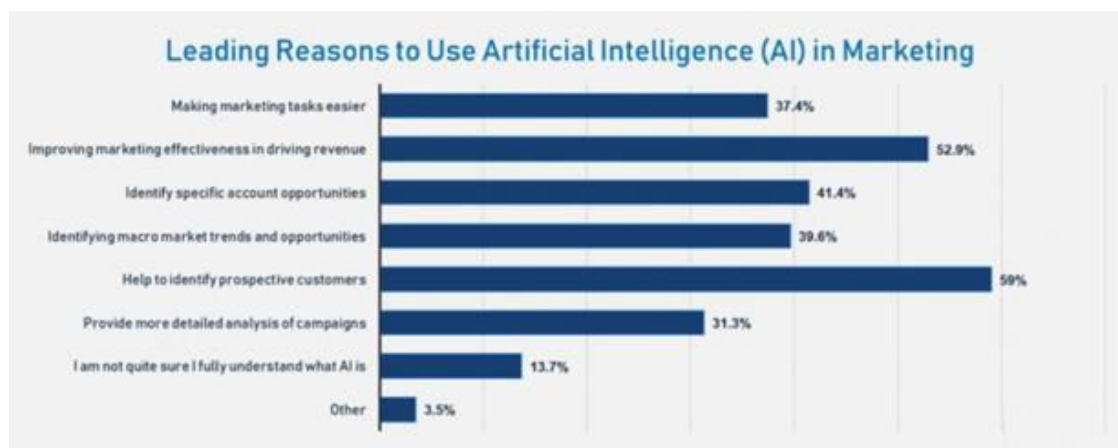 Leading Reasons to Use Artificial Intelligence (AI) in Marketing
Making marketing tasks easier 37.4%
Improving marketing effectiveness in driving revenue 52.9%
Identify specific account opportunities 41.4%
Identifying macro market trends and opportunities 39.6%
Help to identify prospective customers 59%
Provide more detailed analysis of campaigns 31.3%
I am not quite sure I fully understand what AI is 13.7%
Other 3.5%